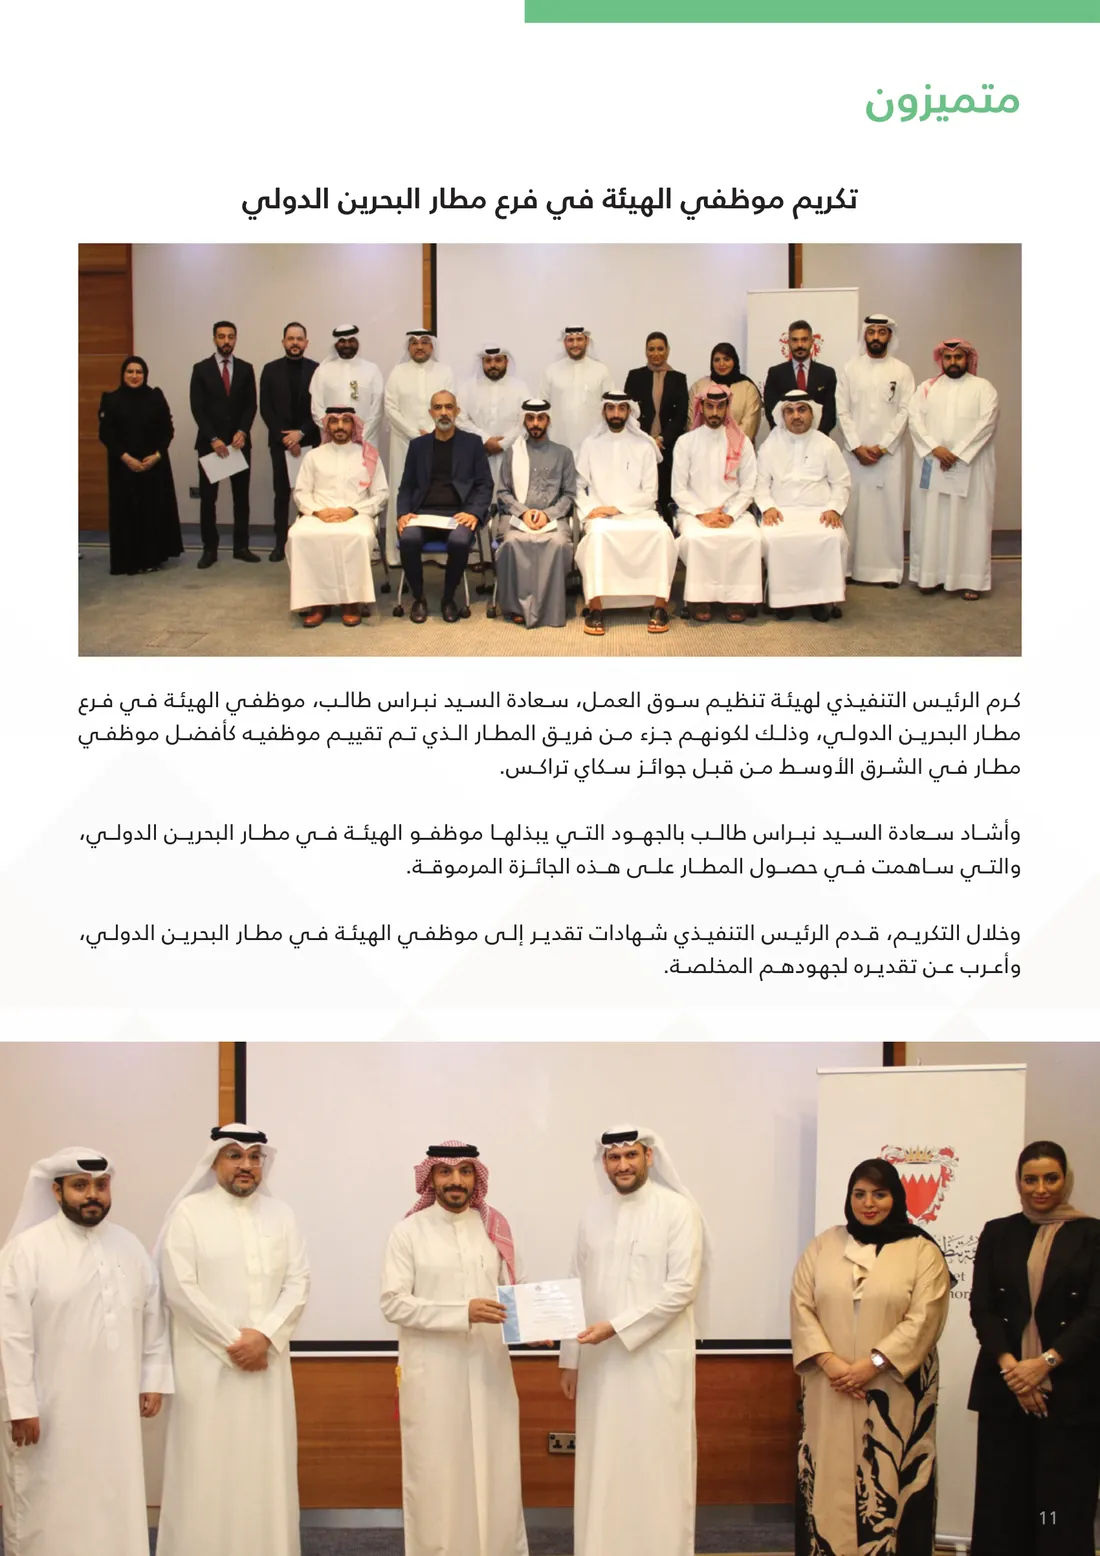 متميزون
تكريم موظفي الهيئة في فرع مطار البحرين الدولي
كرم الرئيس التنفيذي لهيئة تنظيم سوق العمل، سعادة السيد نبراس طالب، موظفي الهيئة في فرع
مطار البحرين الدولي، وذلك لكونهم جزء من فريق المطار الذي تم تقييم موظفيه كأفضل موظفي
مطار في الشرق الأوسط من قبل جوائز سكاي تراكس.
وأشاد سعادة السيد نبراس طالب بالجهود التي يبذلها موظفو الهيئة في مطار البحرين الدولي،
والتي ساهمت في حصول المطار على هذه الجائزة المرموقة.
وخلال التكريم، قدم الرئيس التنفيذي شهادات تقدير إلى موظفي الهيئة في مطار البحرين الدولي،
وأعرب عن تقديره لجهودهم المخلصة.
11